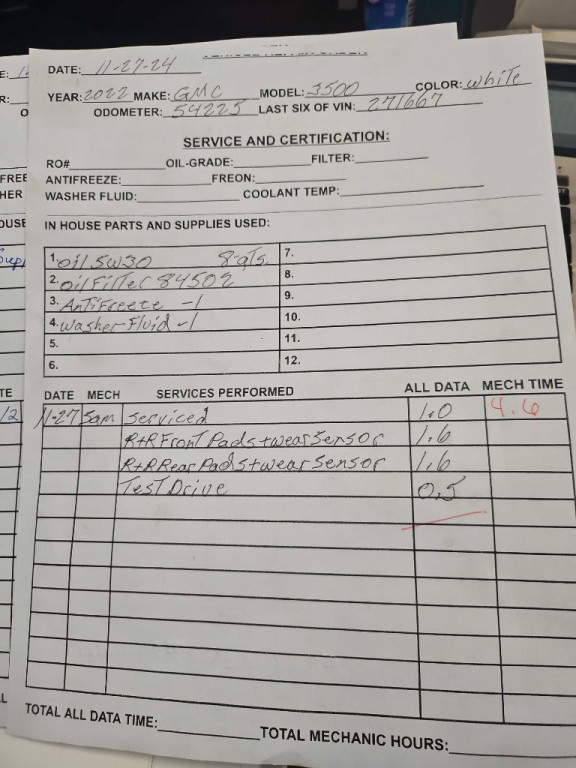 DATE: 11-27-24
YEAR: 2022 MAKE: GMC MODEL: 3500 COLOR: white
ODOMETER: 54225 LAST SIX OF VIN: 271667
SERVICE AND CERTIFICATION:
RO# OIL-GRADE: FILTER:
ANTIFREEZE: FREON:
WASHER FLUID: COOLANT TEMP:
IN HOUSE PARTS AND SUPPLIES USED:
1. oil 5w30 8-qTs. 7.
2. oil FilTer 84502 8.
3. AnTiFreeze -1 9.
4. washer-Fluid -1 10.
5. 11.
6. 12.
DATE MECH SERVICES PERFORMED ALL DATA MECH TIME
11-27 Sam serviced 1.0 4.6
R+R FronT Pads + wear Sensor 1.6
R+R Rear Pads + wear Sensor 1.6
TesT Drive 0.5
TOTAL ALL DATA TIME:
TOTAL MECHANIC HOURS: